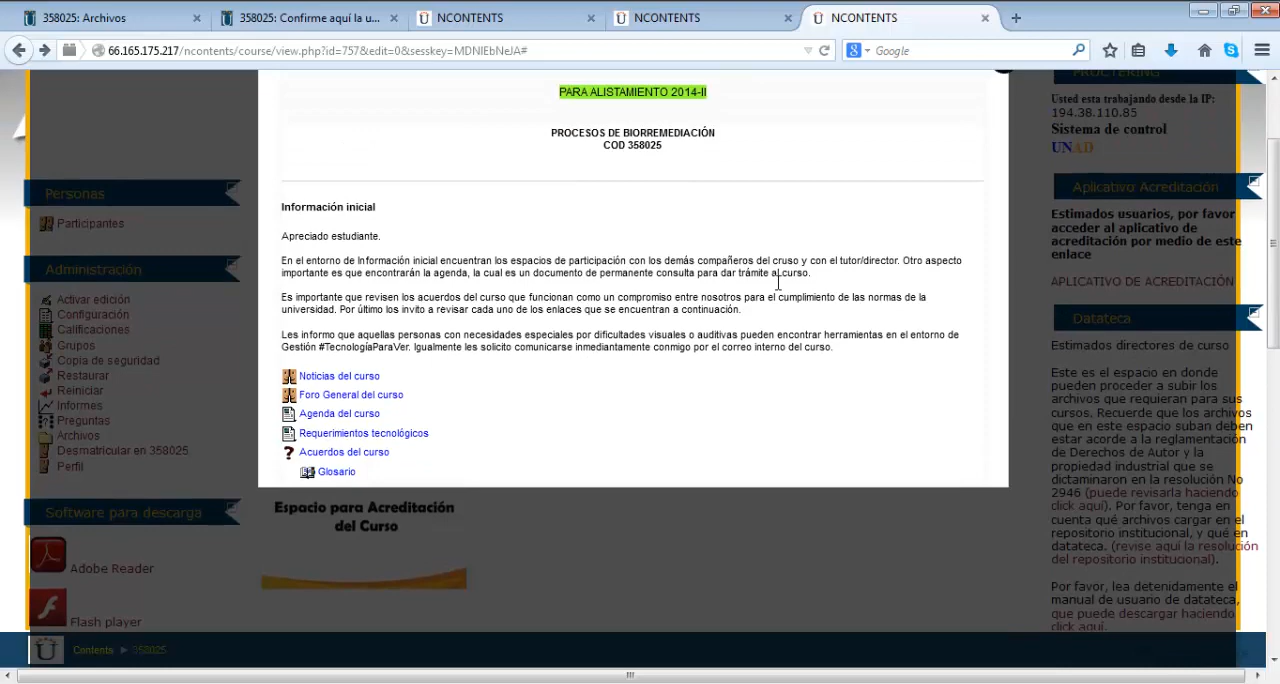 358025: Archivos
358025: Confirme aquí la u...
NCONTENTS
NCONTENTS
NCONTENTS
66.165.175.217/ncontents/course/view.php?id=757&edit=0&sesskey=MDNIEbNeJA#
Google
PARA ALISTAMIENTO 2014-II
PROCESOS DE BIORREMEDIACIÓN
COD 358025
Información inicial
Apreciado estudiante.
En el entorno de Información inicial encuentran los espacios de participación con los demás compañeros del cruso y con el tutor/director. Otro aspecto
importante es que encontrarán la agenda, la cual es un documento de permanente consulta para dar trámite al curso.
Es importante que revisen los acuerdos del curso que funcionan como un compromiso entre nosotros para el cumplimiento de las normas de la
universidad. Por último los invito a revisar cada uno de los enlaces que se encuentran a continuación.
Les informo que aquellas personas con necesidades especiales por dificultades visuales o auditivas pueden encontrar herramientas en el entorno de
Gestión #TecnologíaParaVer. Igualmente les solicito comunicarse inmediatamente conmigo por el correo interno del curso.
Noticias del curso
Foro General del curso
Agenda del curso
Requerimientos tecnológicos
Acuerdos del curso
Glosario
Personas
Participantes
Administración
Activar edición
Configuración
Calificaciones
Grupos
Copia de seguridad
Restaurar
Reiniciar
Informes
Preguntas
Archivos
Desmatricular en 358025
Perfil
Software para descarga
Adobe Reader
Flash player
Espacio para Acreditación
del Curso
PROCTERING
Usted esta trabajando desde la IP:
194.38.110.85
Sistema de control
UNAD
Aplicativo Acreditación
Estimados usuarios, por favor
acceder al aplicativo de
acreditación por medio de este
enlace
APLICATIVO DE ACREDITACIÓN
Datateca
Estimados directores de curso
Este es el espacio en donde
pueden proceder a subir los
archivos que requieran para sus
cursos. Recuerde que los archivos
que en este espacio suban deben
estar acorde a la reglamentación
de Derechos de Autor y la
propiedad industrial que se
dictaminaron en la resolución No
2946 (puede revisarla haciendo
click aquí). Por favor, tenga en
cuenta qué archivos cargar en el
repositorio institucional, y qué en
datateca. (revise aquí la resolución
del repositorio institucional).
Por favor, lea detenidamente el
manual de usuario de datateca,
que puede descargar haciendo
click aquí.
Contents ► 358025